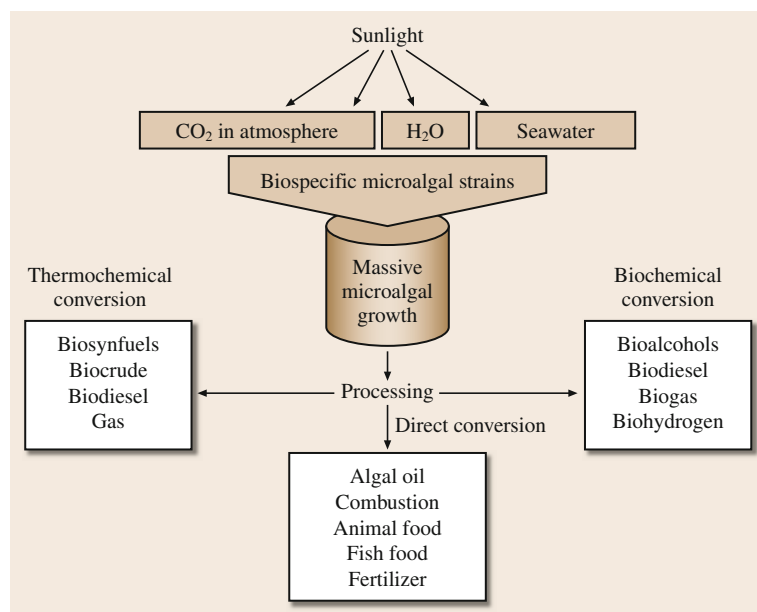 Sunlight
CO₂ in atmosphere
H₂O
Seawater
Biospecific microalgal strains
Massive
microalgal
growth
Thermochemical
conversion
Biosynfuels
Biocrude
Biodiesel
Gas
Biochemical
conversion
Bioalcohols
Biodiesel
Biogas
Biohydrogen
Processing
Direct conversion
Algal oil
Combustion
Animal food
Fish food
Fertilizer